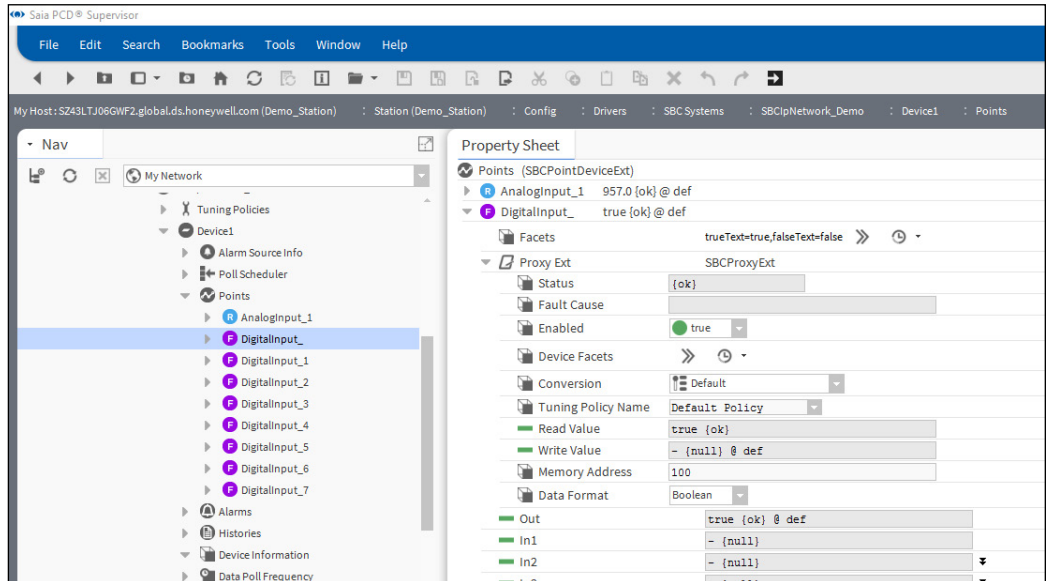 Saia PCD® Supervisor
File Edit Search Bookmarks Tools Window Help
My Host : SZ43LTJ06GWF2.global.ds.honeywell.com (Demo_Station) : Station (Demo_Station) : Config : Drivers : SBC Systems : SBCIpNetwork_Demo : Device1 : Points
Nav
My Network
Tuning Policies
Device1
Alarm Source Info
Poll Scheduler
Points
R AnalogInput_1
F DigitalInput_
F DigitalInput_1
F DigitalInput_2
F DigitalInput_3
F DigitalInput_4
F DigitalInput_5
F DigitalInput_6
F DigitalInput_7
Alarms
Histories
Device Information
Data Poll Frequency
Property Sheet
Points (SBCPointDeviceExt)
R AnalogInput_1 957.0 {ok} @ def
F DigitalInput_ true {ok} @ def
Facets trueText=true,falseText=false
Proxy Ext SBCProxyExt
Status {ok}
Fault Cause
Enabled true
Device Facets
Conversion Default
Tuning Policy Name Default Policy
Read Value true {ok}
Write Value - {null} @ def
Memory Address 100
Data Format Boolean
Out true {ok} @ def
In1 - {null}
In2 - {null}